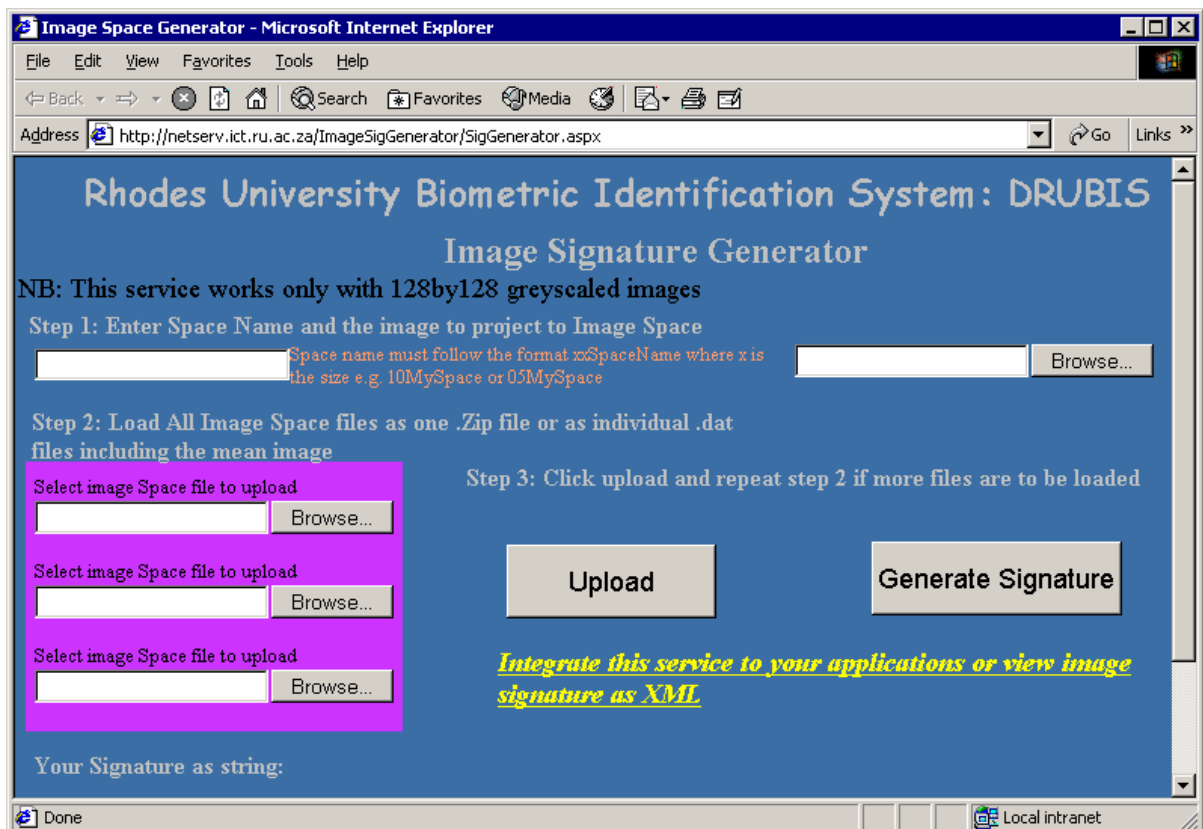 Image Space Generator - Microsoft Internet Explorer
File Edit View Favorites Tools Help
Back Search Favorites Media
Address http://netserv.ict.ru.ac.za/ImageSigGenerator/SigGenerator.aspx Go Links »
Rhodes University Biometric Identification System: DRUBIS
Image Signature Generator
NB: This service works only with 128by128 greyscaled images
Step 1: Enter Space Name and the image to project to Image Space
Space name must follow the format xxSpaceName where x is
the size e.g. 10MySpace or 05MySpace
Browse...
Step 2: Load All Image Space files as one .Zip file or as individual .dat
files including the mean image
Select image Space file to upload
Browse...
Select image Space file to upload
Browse...
Select image Space file to upload
Browse...
Step 3: Click upload and repeat step 2 if more files are to be loaded
Upload
Generate Signature
Integrate this service to your applications or view image
signature as XML
Your Signature as string:
Done
Local intranet